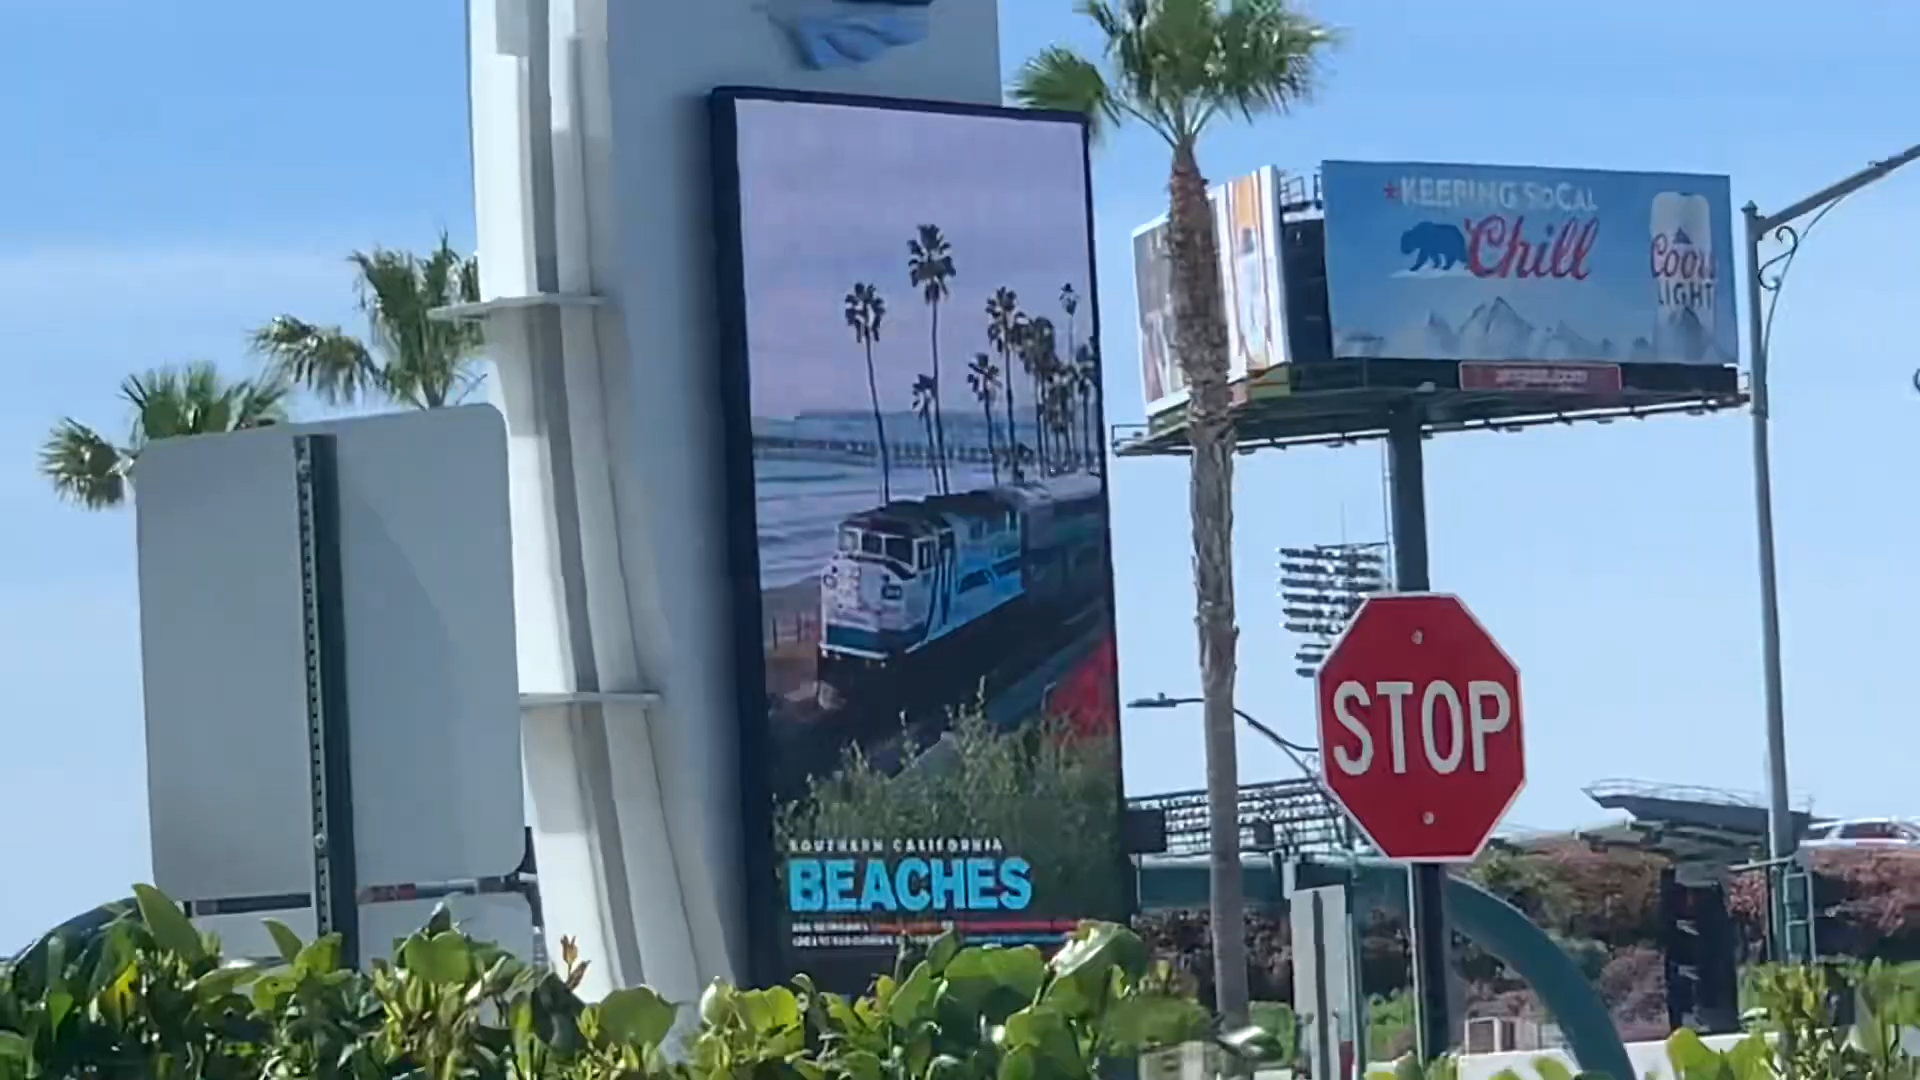 KEEPING SOCAL
Chill
Coors
LIGHT
STOP
SOUTHERN CALIFORNIA
BEACHES